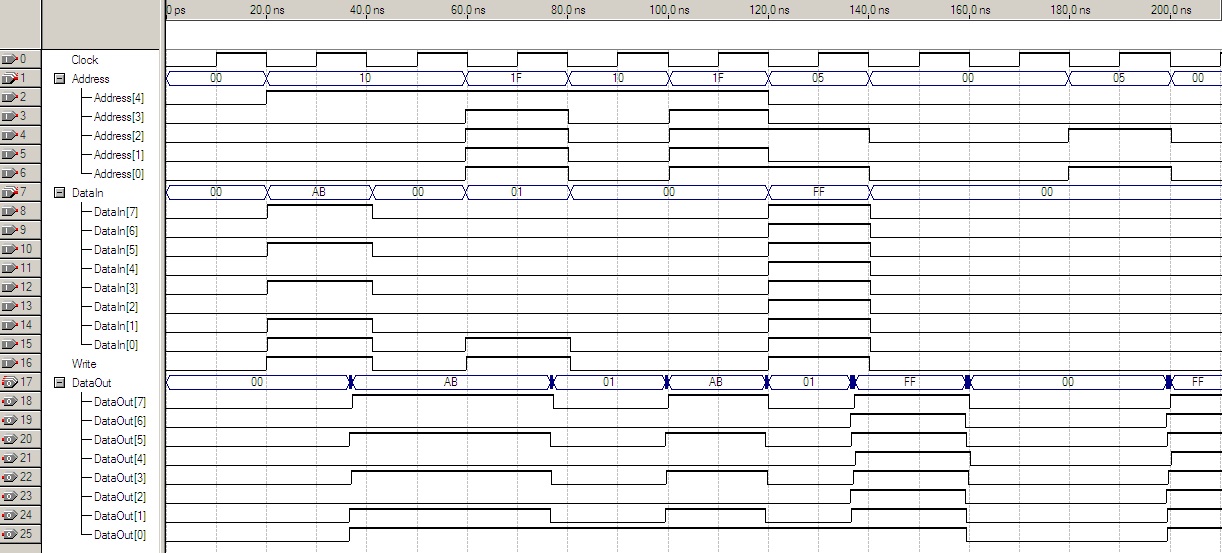 0 ps 20.0 ns 40.0 ns 60.0 ns 80.0 ns 100.0 ns 120.0 ns 140.0 ns 160.0 ns 180.0 ns 200.0 ns
0 Clock
1 Address 00 10 1F 10 1F 05 00 05 00
2 Address[4]
3 Address[3]
4 Address[2]
5 Address[1]
6 Address[0]
7 DataIn 00 AB 00 01 00 FF 00
8 DataIn[7]
9 DataIn[6]
10 DataIn[5]
11 DataIn[4]
12 DataIn[3]
13 DataIn[2]
14 DataIn[1]
15 DataIn[0]
16 Write
17 DataOut 00 AB 01 AB 01 FF 00 FF
18 DataOut[7]
19 DataOut[6]
20 DataOut[5]
21 DataOut[4]
22 DataOut[3]
23 DataOut[2]
24 DataOut[1]
25 DataOut[0]